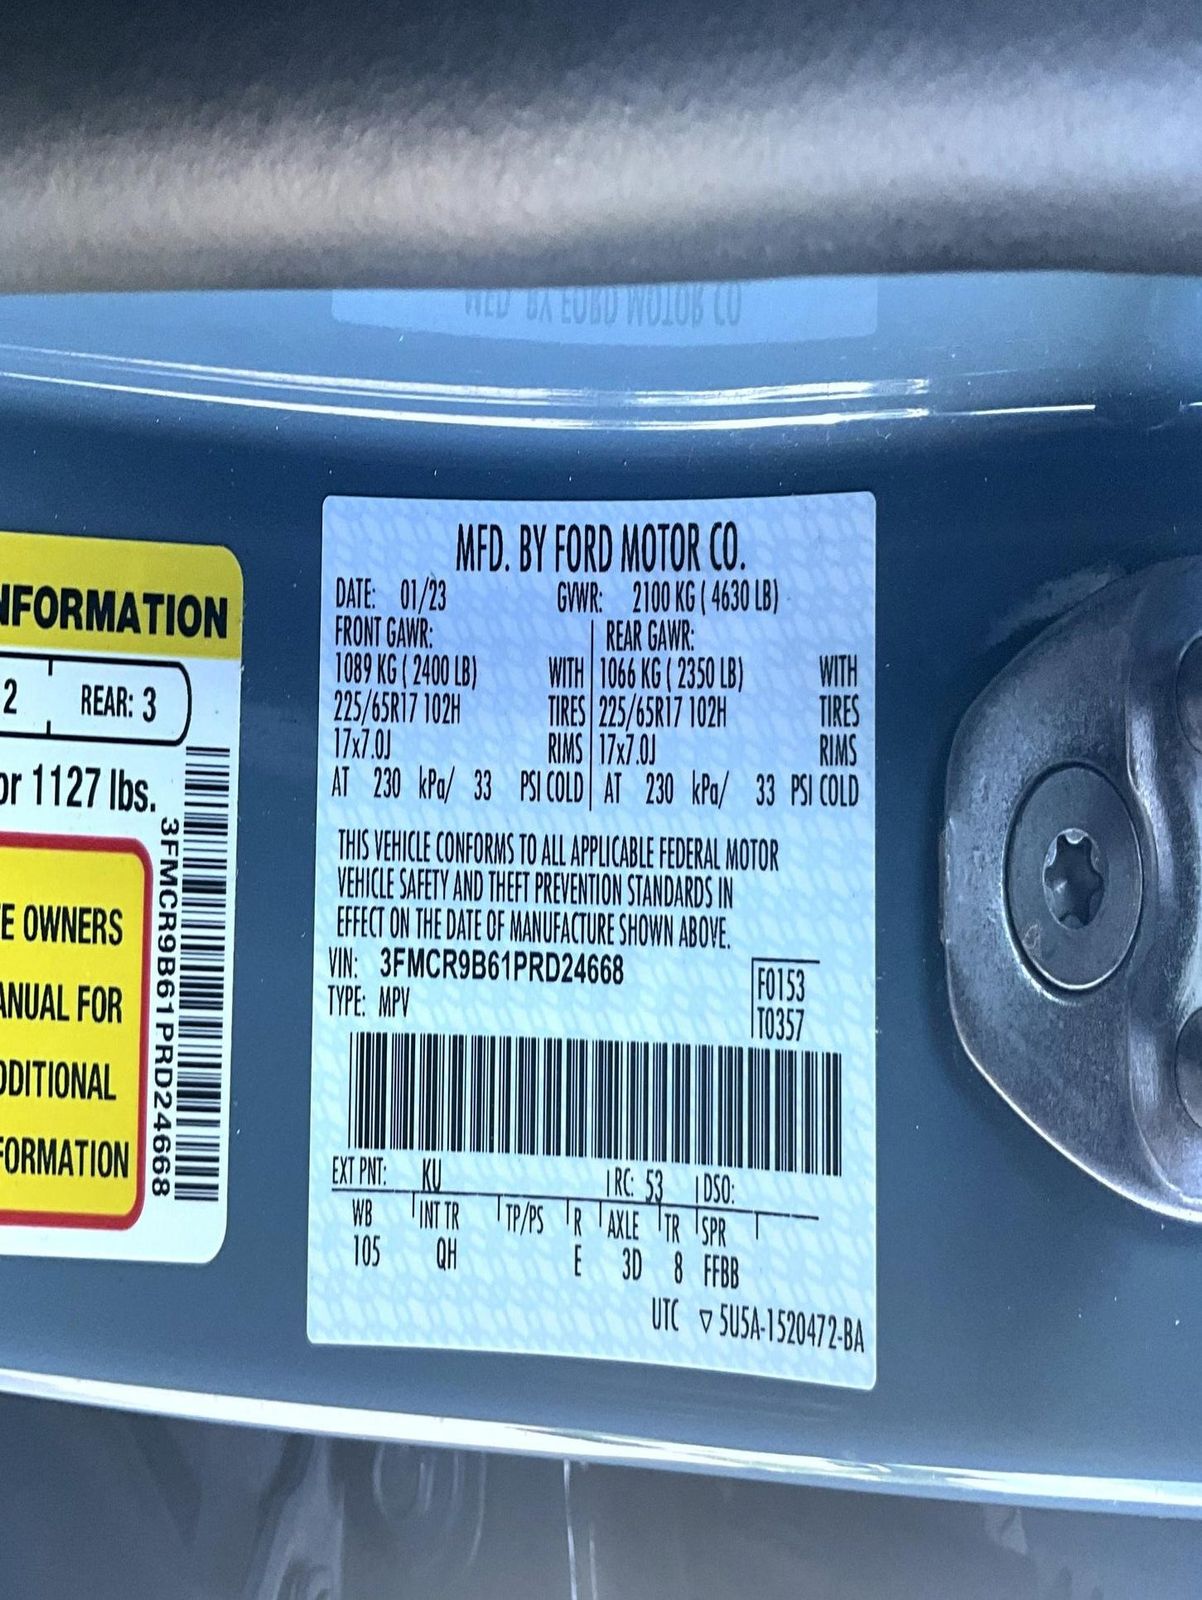 MFD. BY FORD MOTOR CO.
INFORMATION
2 REAR: 3
or 1127 lbs.
OWNERS
FOR
3FMCR9B61PRD24668
MFD. BY FORD MOTOR CO.
DATE: 01/23 GVWR: 2100 KG ( 4630 LB)
FRONT GAWR: REAR GAWR:
1089 KG ( 2400 LB) WITH 1066 KG ( 2350 LB) WITH
225/65R17 102H TIRES 225/65R17 102H TIRES
17x7.0J RIMS 17x7.0J RIMS
AT 230 kPa/ 33 PSI COLD AT 230 kPa/ 33 PSI COLD
THIS VEHICLE CONFORMS TO ALL APPLICABLE FEDERAL MOTOR
VEHICLE SAFETY AND THEFT PREVENTION STANDARDS IN
EFFECT ON THE DATE OF MANUFACTURE SHOWN ABOVE.
VIN: 3FMCR9B61PRD24668 F0153
TYPE: MPV T0357
EXT PNT: KU RC: 53 DSO:
WB INT TR TP/PS R AXLE TR SPR
105 QH E 3D 8 FFBB
UTC ▽ 5U5A-1520472-BA